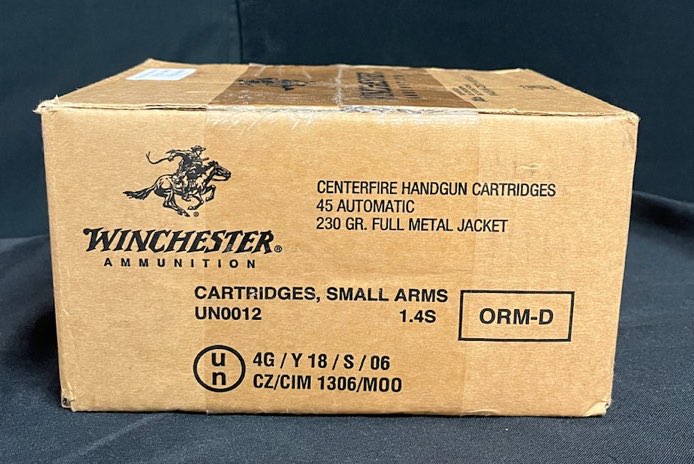 WINCHESTER®
AMMUNITION
CENTERFIRE HANDGUN CARTRIDGES
45 AUTOMATIC
230 GR. FULL METAL JACKET
CARTRIDGES, SMALL ARMS
UN0012 1.4S
ORM-D
u
n
4G / Y 18 / S / 06
CZ/CIM 1306/MOO